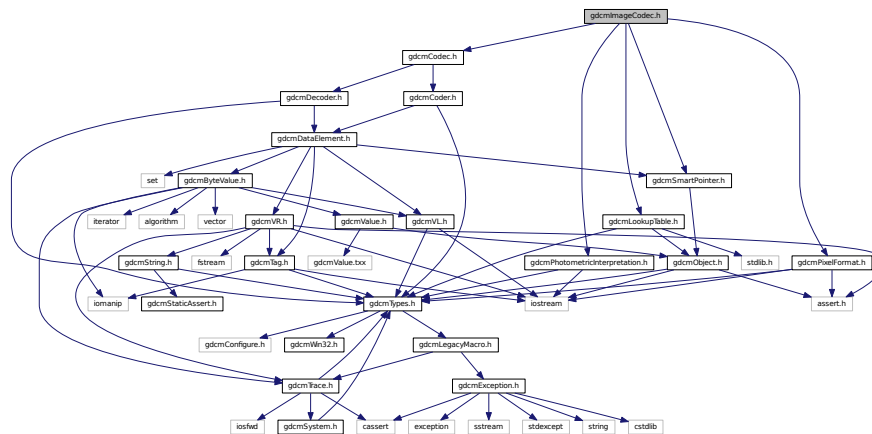 gdcmImageCodec.h
gdcmCodec.h
gdcmDecoder.h
gdcmCoder.h
gdcmDataElement.h
set
gdcmByteValue.h
gdcmSmartPointer.h
iterator
algorithm
vector
gdcmVR.h
gdcmValue.h
gdcmVL.h
gdcmLookupTable.h
gdcmString.h
fstream
gdcmTag.h
gdcmValue.txx
gdcmPhotometricInterpretation.h
gdcmObject.h
stdlib.h
gdcmPixelFormat.h
iomanip
gdcmStaticAssert.h
gdcmTypes.h
iostream
assert.h
gdcmConfigure.h
gdcmWin32.h
gdcmLegacyMacro.h
gdcmTrace.h
gdcmException.h
iosfwd
gdcmSystem.h
cassert
exception
sstream
stdexcept
string
cstdlib